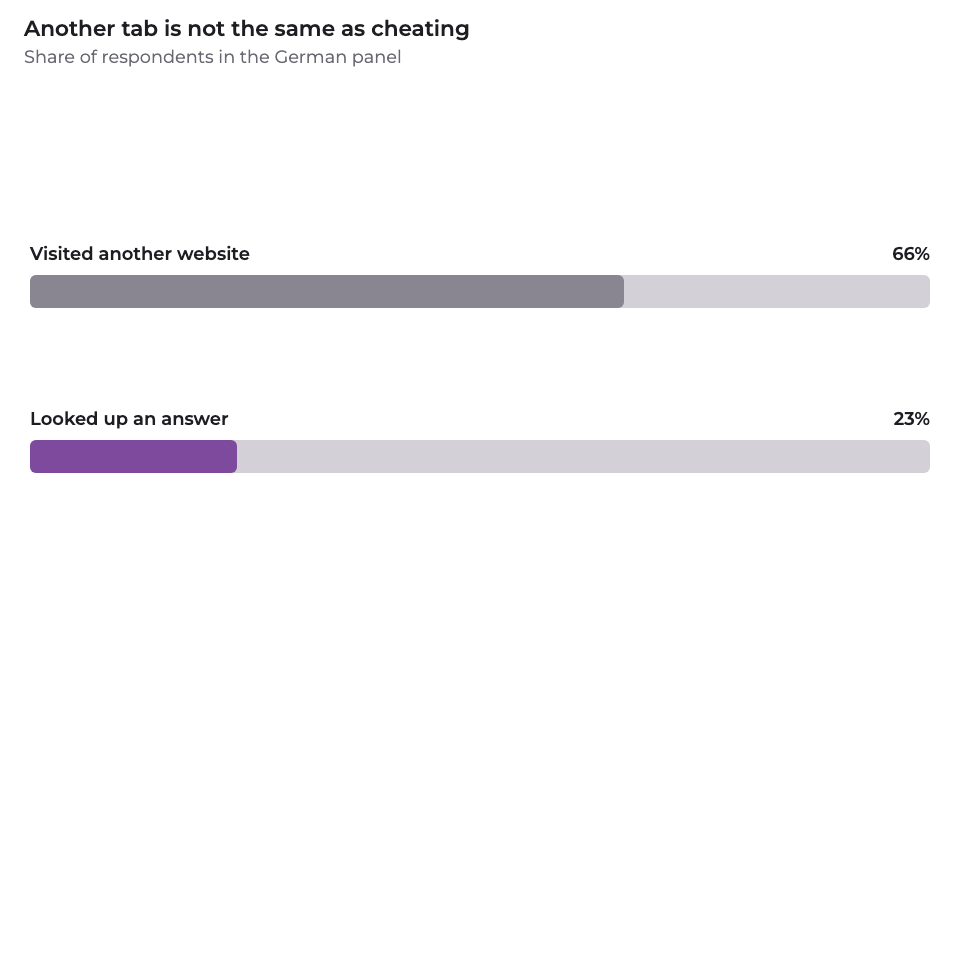 Another tab is not the same as cheating
Share of respondents in the German panel
Visited another website 66%
Looked up an answer 23%